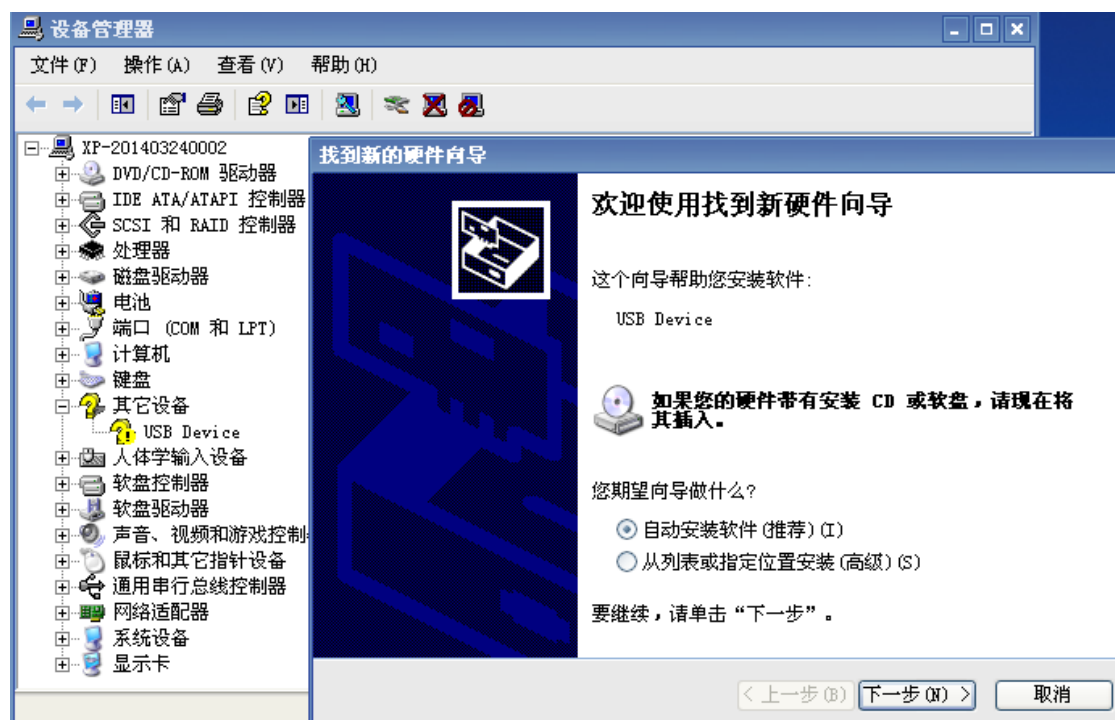 设备管理器
文件(F) 操作(A) 查看(V) 帮助(H)
XP-201403240002
DVD/CD-ROM 驱动器
IDE ATA/ATAPI 控制器
SCSI 和 RAID 控制器
处理器
磁盘驱动器
电池
端口 (COM 和 LPT)
计算机
键盘
其它设备
USB Device
人体学输入设备
软盘控制器
软盘驱动器
声音、视频和游戏控制
鼠标和其它指针设备
通用串行总线控制器
网络适配器
系统设备
显示卡
找到新的硬件向导
欢迎使用找到新硬件向导
这个向导帮助您安装软件:
USB Device
如果您的硬件带有安装 CD 或软盘，请现在将
其插入。
您期望向导做什么?
自动安装软件(推荐)(I)
从列表或指定位置安装(高级)(S)
要继续，请单击“下一步”。
< 上一步(B) 下一步(N) > 取消